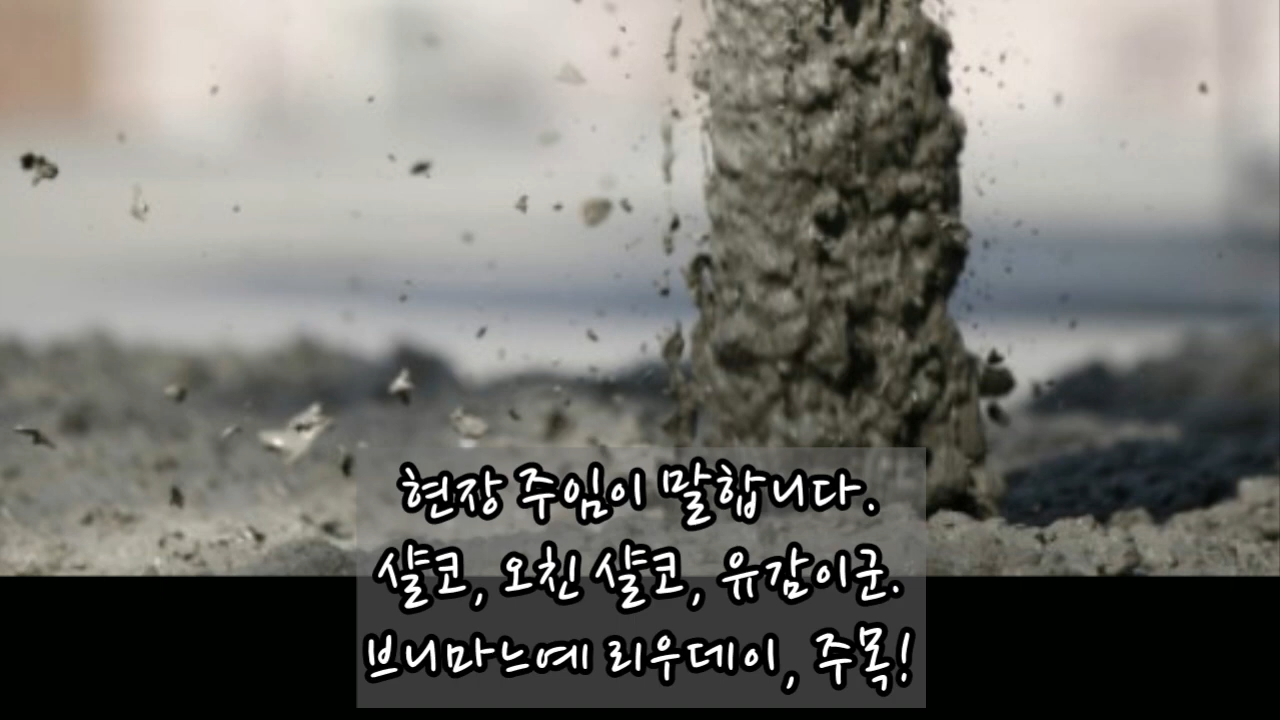 현장 주임이 말합니다.
샬코, 오친 샬코, 유감이군.
브니마느예 리우데이, 주목!